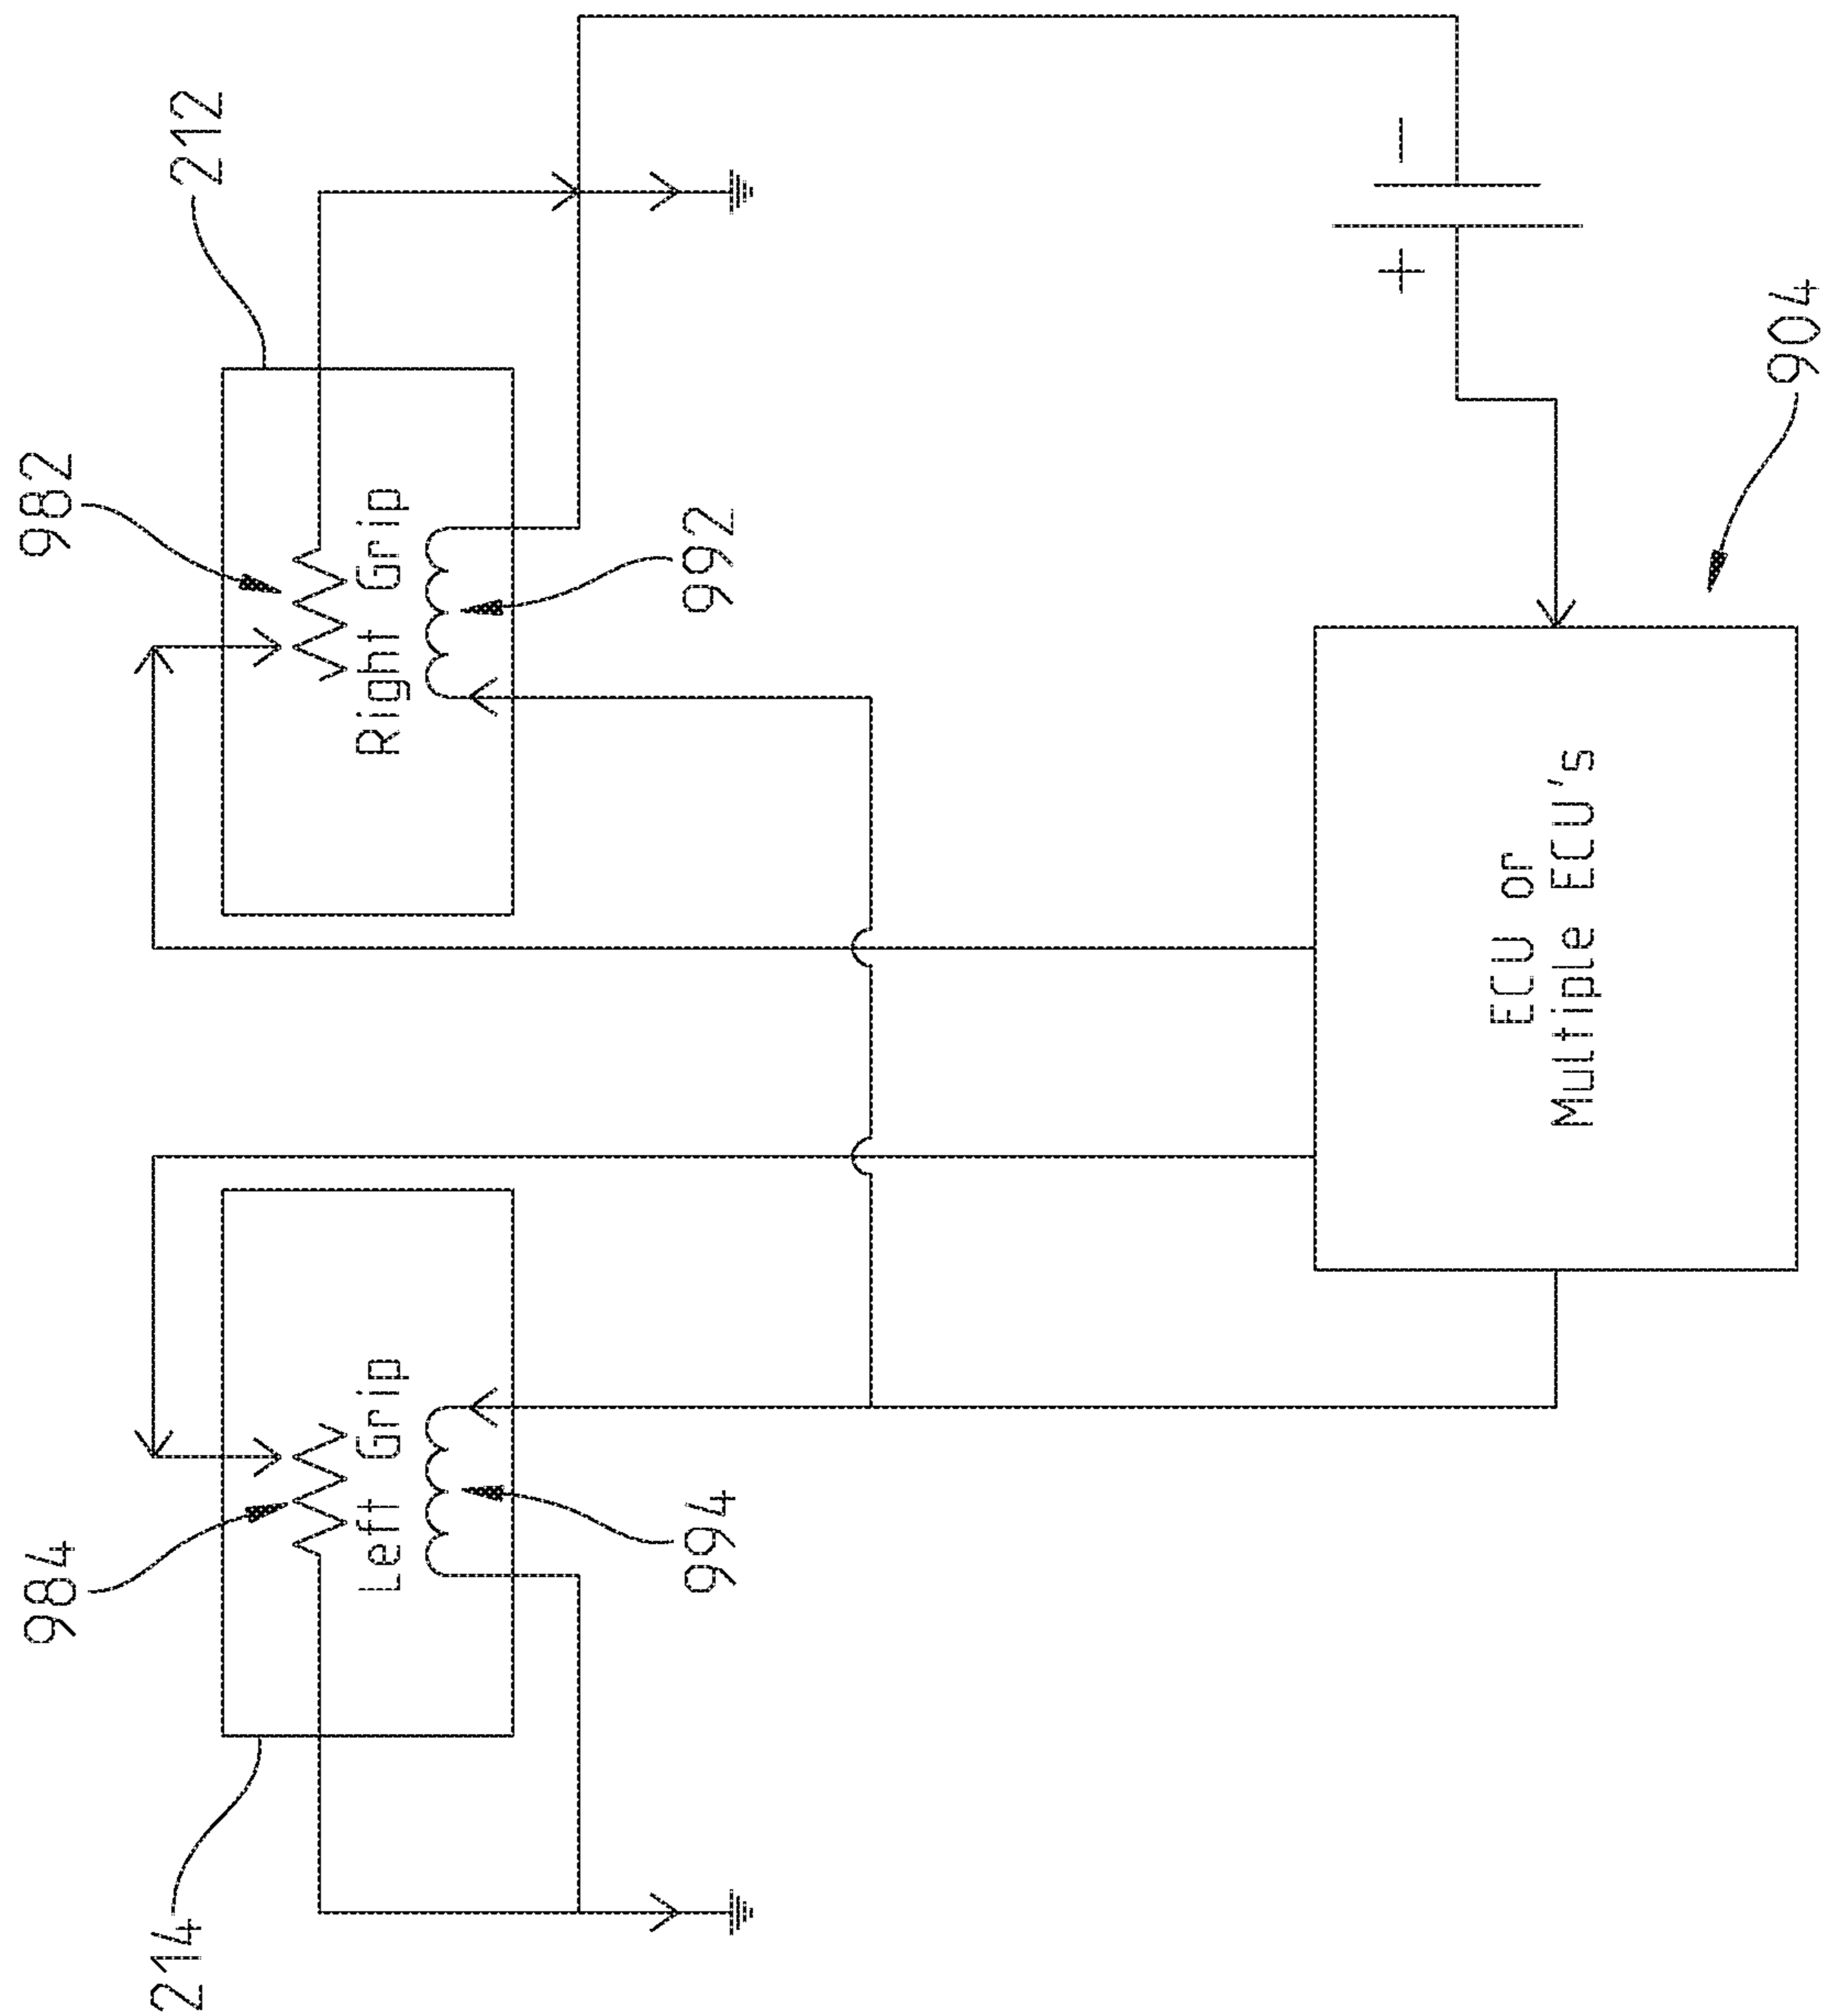 984
982
214
Left Grip
Right Grip
212
994
992
ECU or
Multiple ECU's
+
−
904